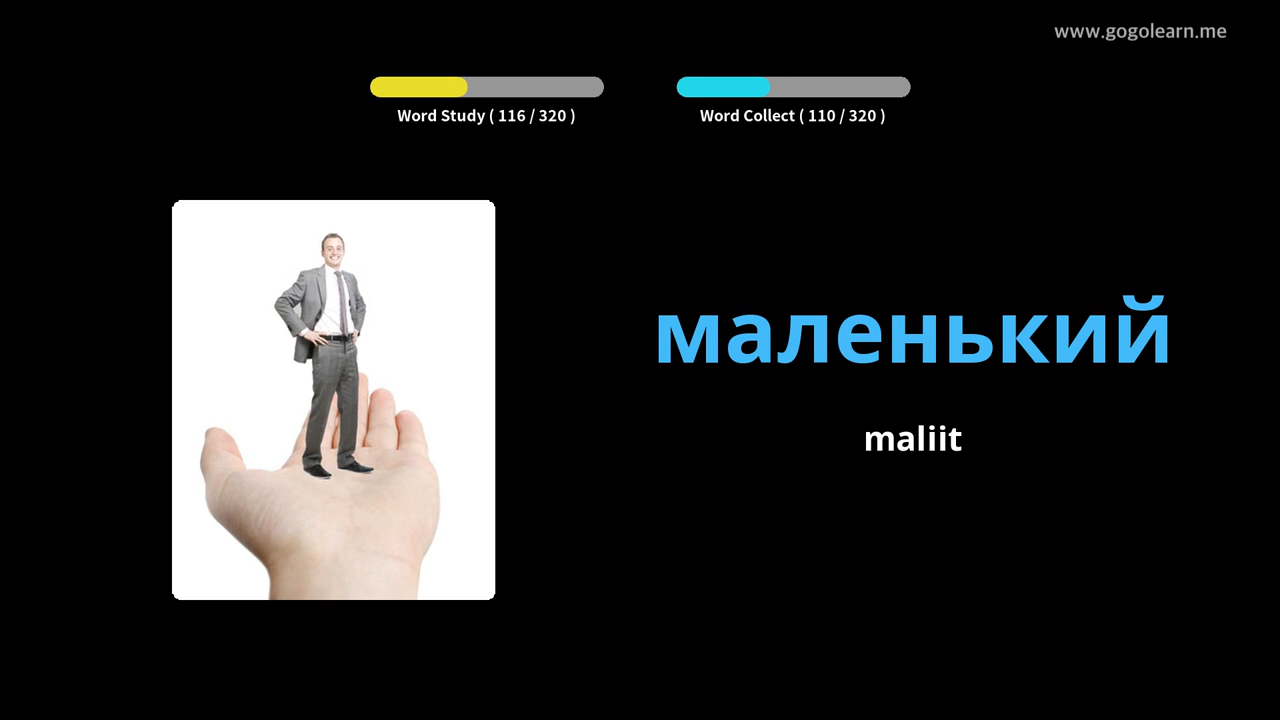 www.gogolearn.me
Word Study ( 116 / 320 )
Word Collect ( 110 / 320 )
маленький
maliit